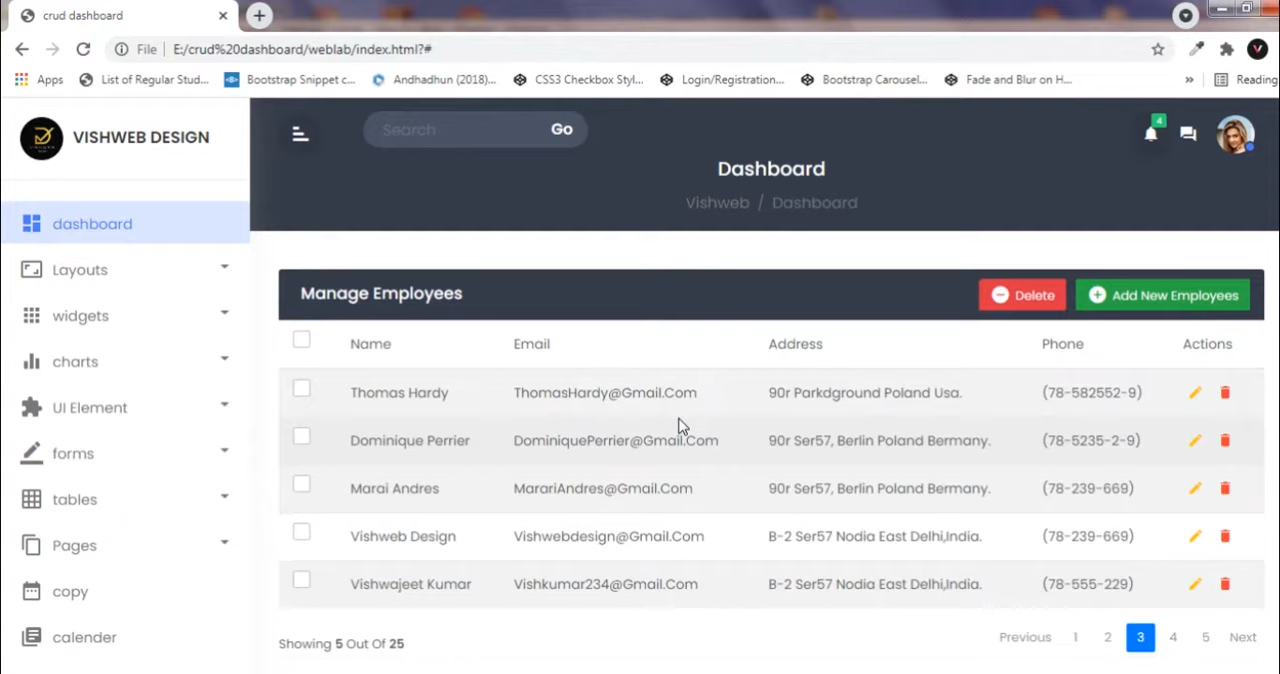 crud dashboard
File E:/crud%20dashboard/weblab/index.html?#
Apps List of Regular Stud... Bootstrap Snippet c... Andhadhun (2018)... CSS3 Checkbox Styl... Login/Registration... Bootstrap Carousel... Fade and Blur on H... » Reading
VISHWEB DESIGN
Search Go
4
Dashboard
Vishweb / Dashboard
dashboard
Layouts
widgets
charts
UI Element
forms
tables
Pages
copy
calender
Manage Employees Delete Add New Employees
Name Email Address Phone Actions
Thomas Hardy ThomasHardy@Gmail.Com 90r Parkdground Poland Usa. (78-582552-9)
Dominique Perrier DominiquePerrier@Gmail.Com 90r Ser57, Berlin Poland Bermany. (78-5235-2-9)
Marai Andres MarariAndres@Gmail.Com 90r Ser57, Berlin Poland Bermany. (78-239-669)
Vishweb Design Vishwebdesign@Gmail.Com B-2 Ser57 Nodia East Delhi,India. (78-239-669)
Vishwajeet Kumar Vishkumar234@Gmail.Com B-2 Ser57 Nodia East Delhi,India. (78-555-229)
Showing 5 Out Of 25
Previous 1 2 3 4 5 Next